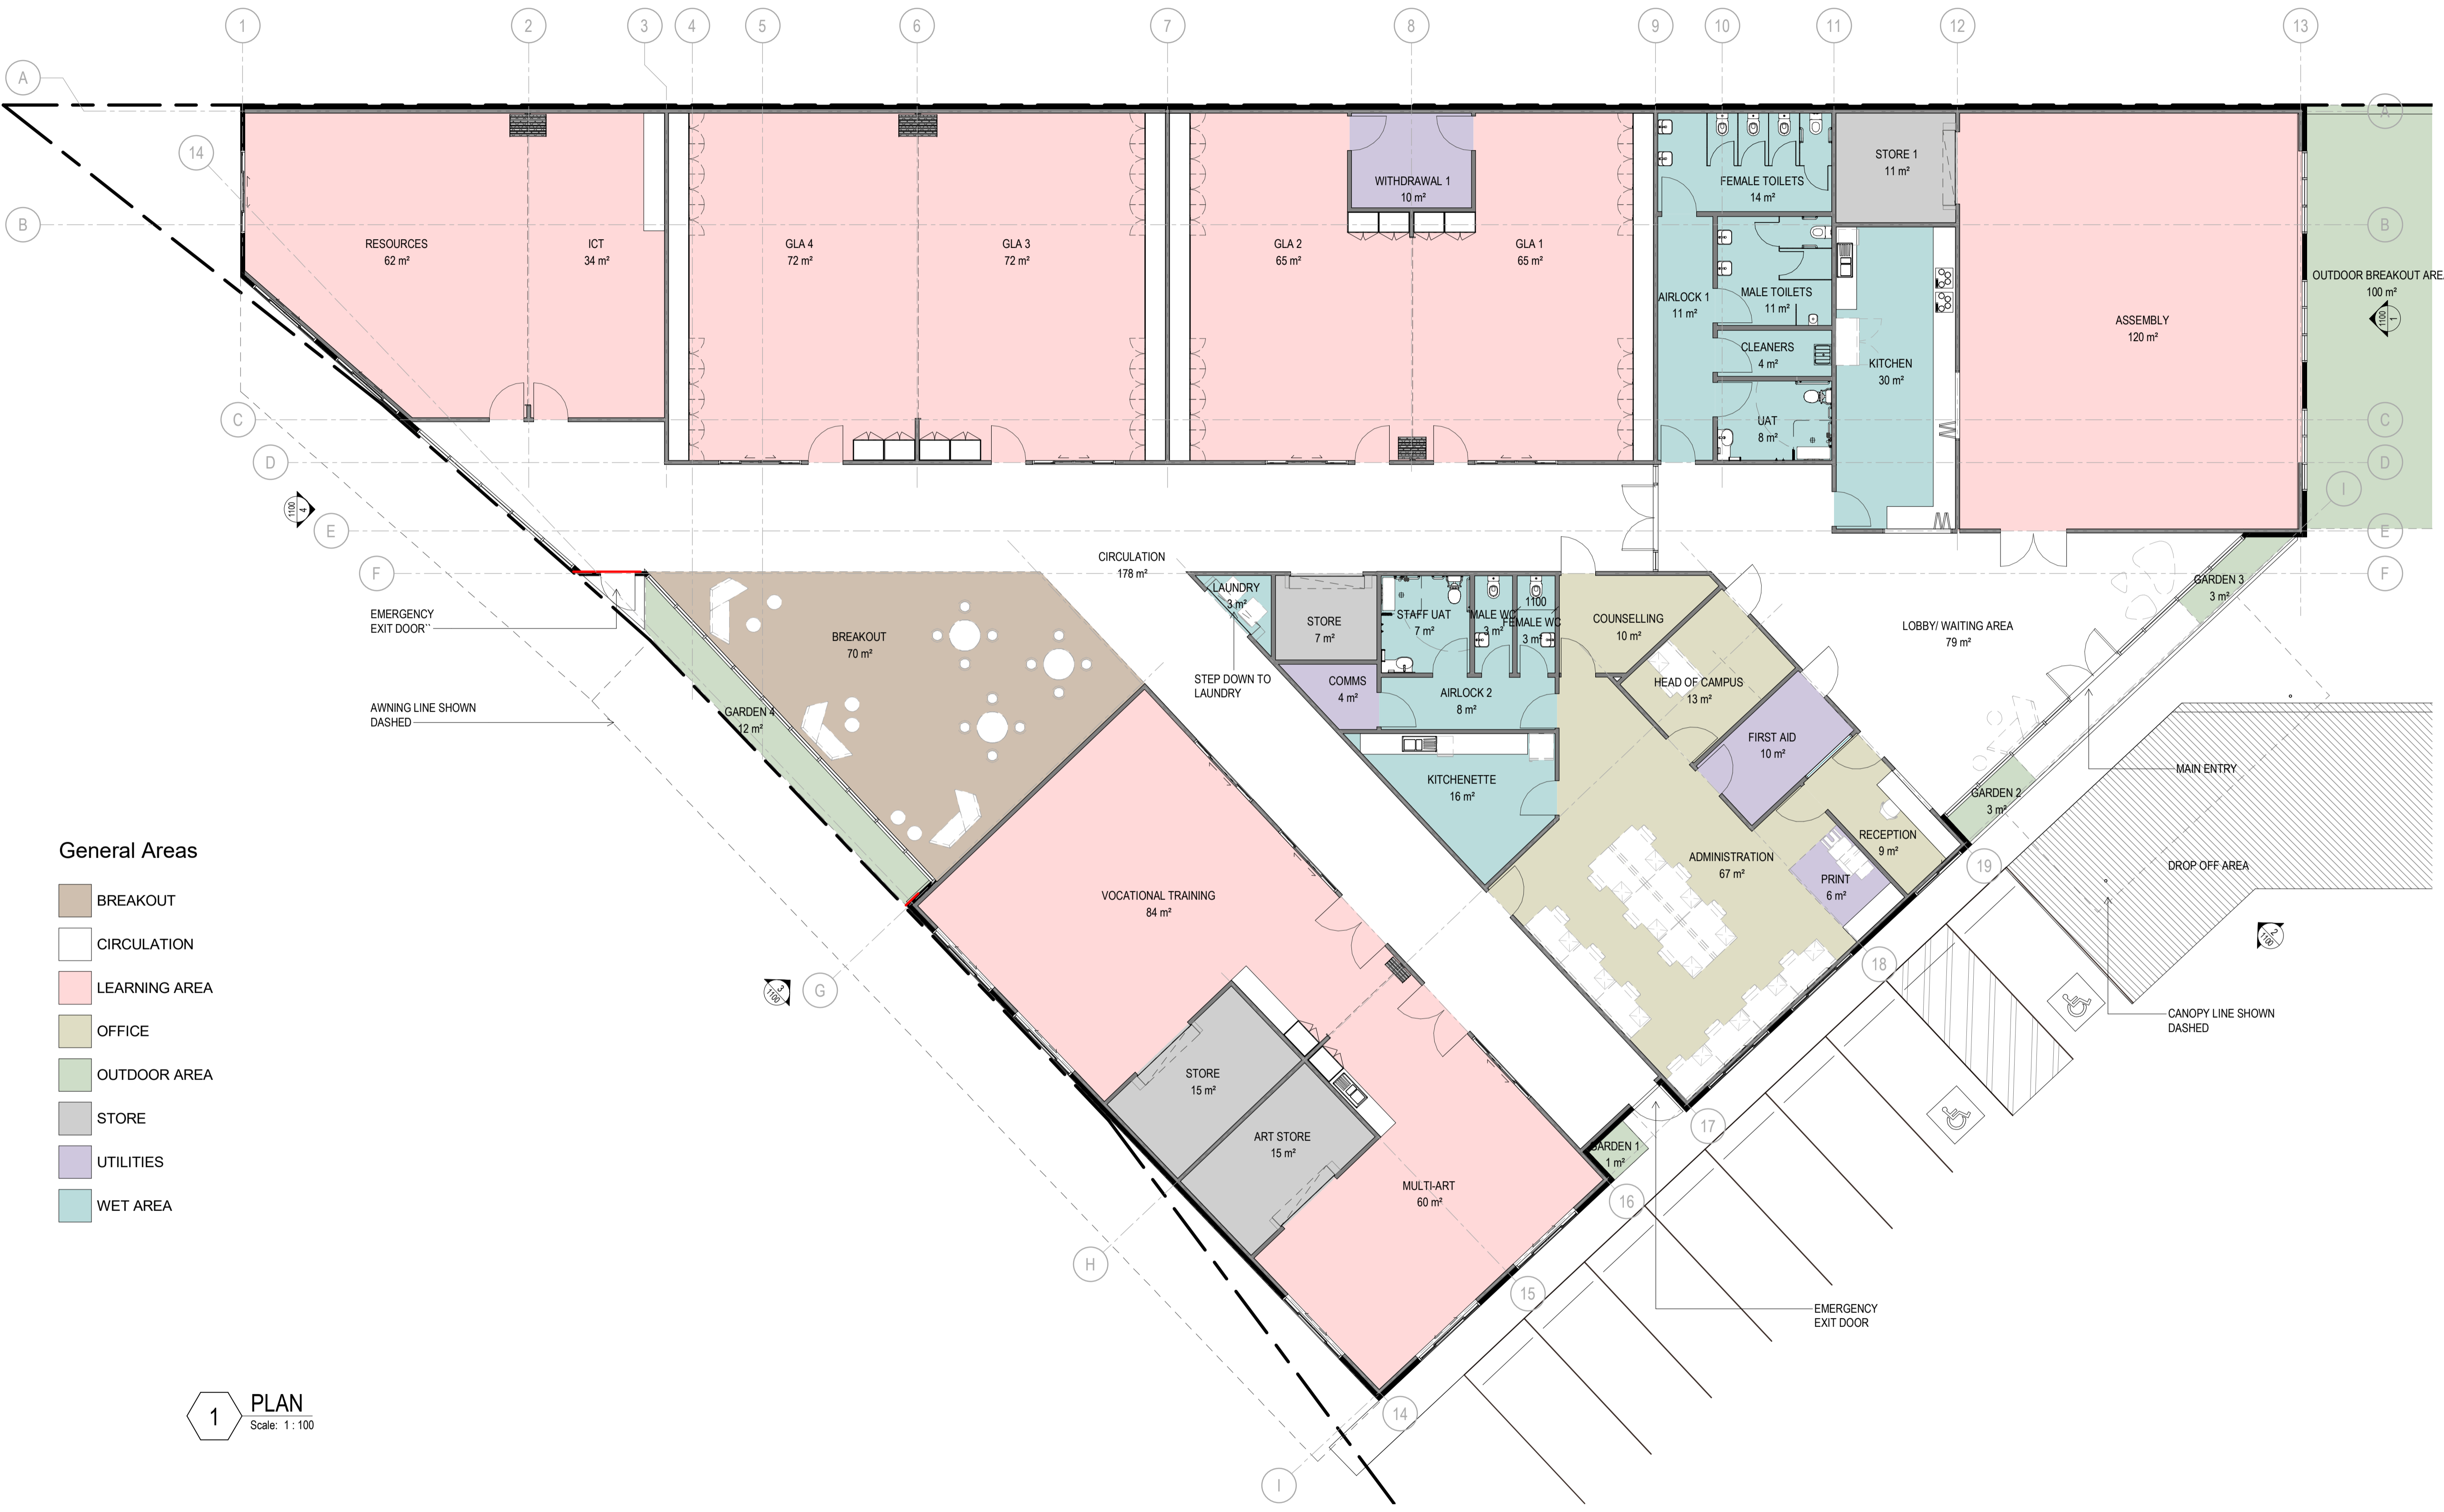 1
2
3
4
5
6
7
8
9
10
11
12
13
A
A
14
STORE 1
11 m²
WITHDRAWAL 1
10 m²
FEMALE TOILETS
14 m²
B
B
RESOURCES
62 m²
ICT
34 m²
GLA 4
72 m²
GLA 3
72 m²
GLA 2
65 m²
GLA 1
65 m²
OUTDOOR BREAKOUT ARE
100 m²
1
1100
AIRLOCK 1
11 m²
MALE TOILETS
11 m²
ASSEMBLY
120 m²
CLEANERS
4 m²
KITCHEN
30 m²
C
C
UAT
8 m²
D
D
I
4
1100
E
E
F
F
CIRCULATION
178 m²
LAUNDRY
3 m²
GARDEN 3
3 m²
EMERGENCY
EXIT DOOR``
BREAKOUT
70 m²
STORE
7 m²
STAFF UAT
7 m²
MALE WC
3 m²
1100
FEMALE WC
3 m²
COUNSELLING
10 m²
LOBBY/ WAITING AREA
79 m²
STEP DOWN TO
LAUNDRY
COMMS
4 m²
AIRLOCK 2
8 m²
HEAD OF CAMPUS
13 m²
AWNING LINE SHOWN
DASHED
GARDEN 4
12 m²
FIRST AID
10 m²
MAIN ENTRY
KITCHENETTE
16 m²
GARDEN 2
3 m²
RECEPTION
9 m²
General Areas
ADMINISTRATION
67 m²
19
DROP OFF AREA
PRINT
6 m²
BREAKOUT
CIRCULATION
LEARNING AREA
OFFICE
OUTDOOR AREA
STORE
UTILITIES
WET AREA
VOCATIONAL TRAINING
84 m²
2
1100
18
3
1100
G
CANOPY LINE SHOWN
DASHED
STORE
15 m²
17
ART STORE
15 m²
GARDEN 1
1 m²
MULTI-ART
60 m²
16
H
15
EMERGENCY
EXIT DOOR
14
1
PLAN
Scale: 1 : 100
I